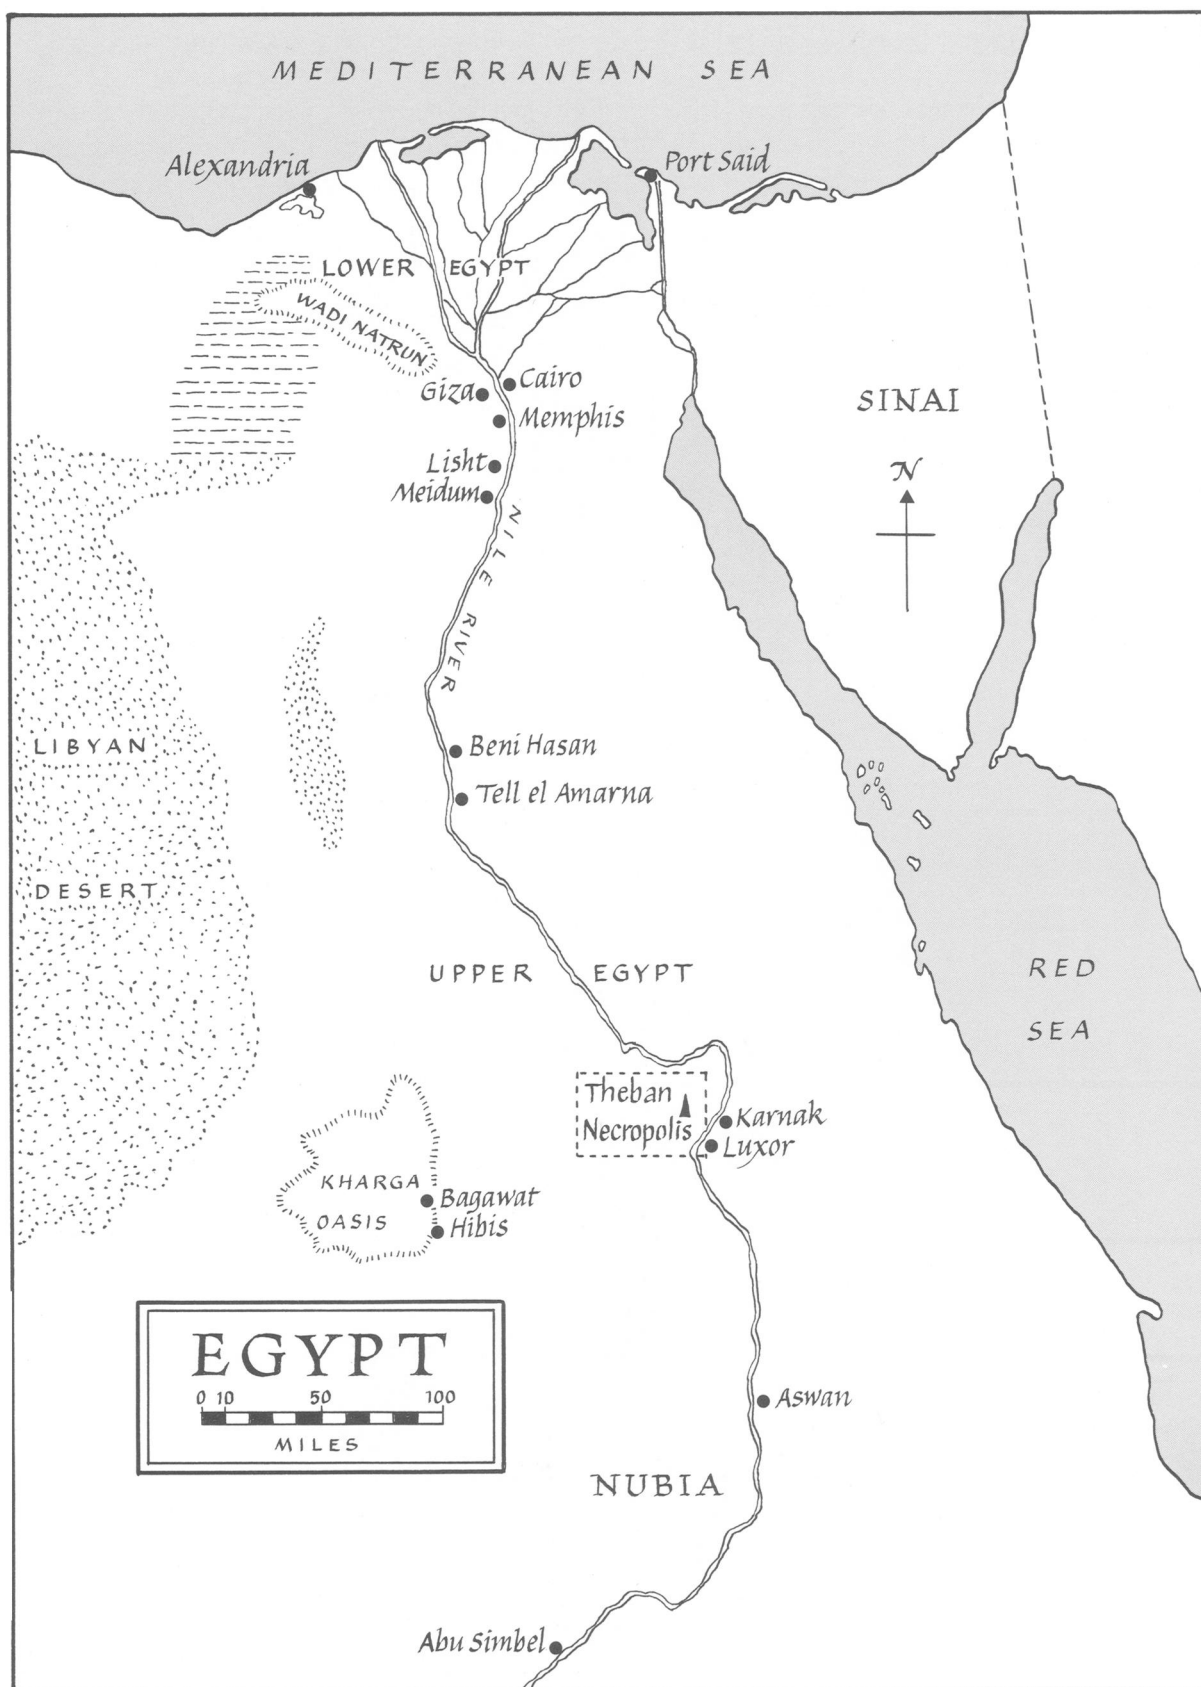 MEDITERRANEAN SEA
Alexandria
Port Said
LOWER EGYPT
WADI NATRUN
Giza
Cairo
Memphis
SINAI
Lisht
N
Meidum
NILE RIVER
LIBYAN
Beni Hasan
Tell el Amarna
DESERT
UPPER EGYPT
RED
SEA
Theban
Necropolis
Karnak
Luxor
KHARGA
OASIS
Bagawat
Hibis
EGYPT
0 10 50 100
MILES
Aswan
NUBIA
Abu Simbel